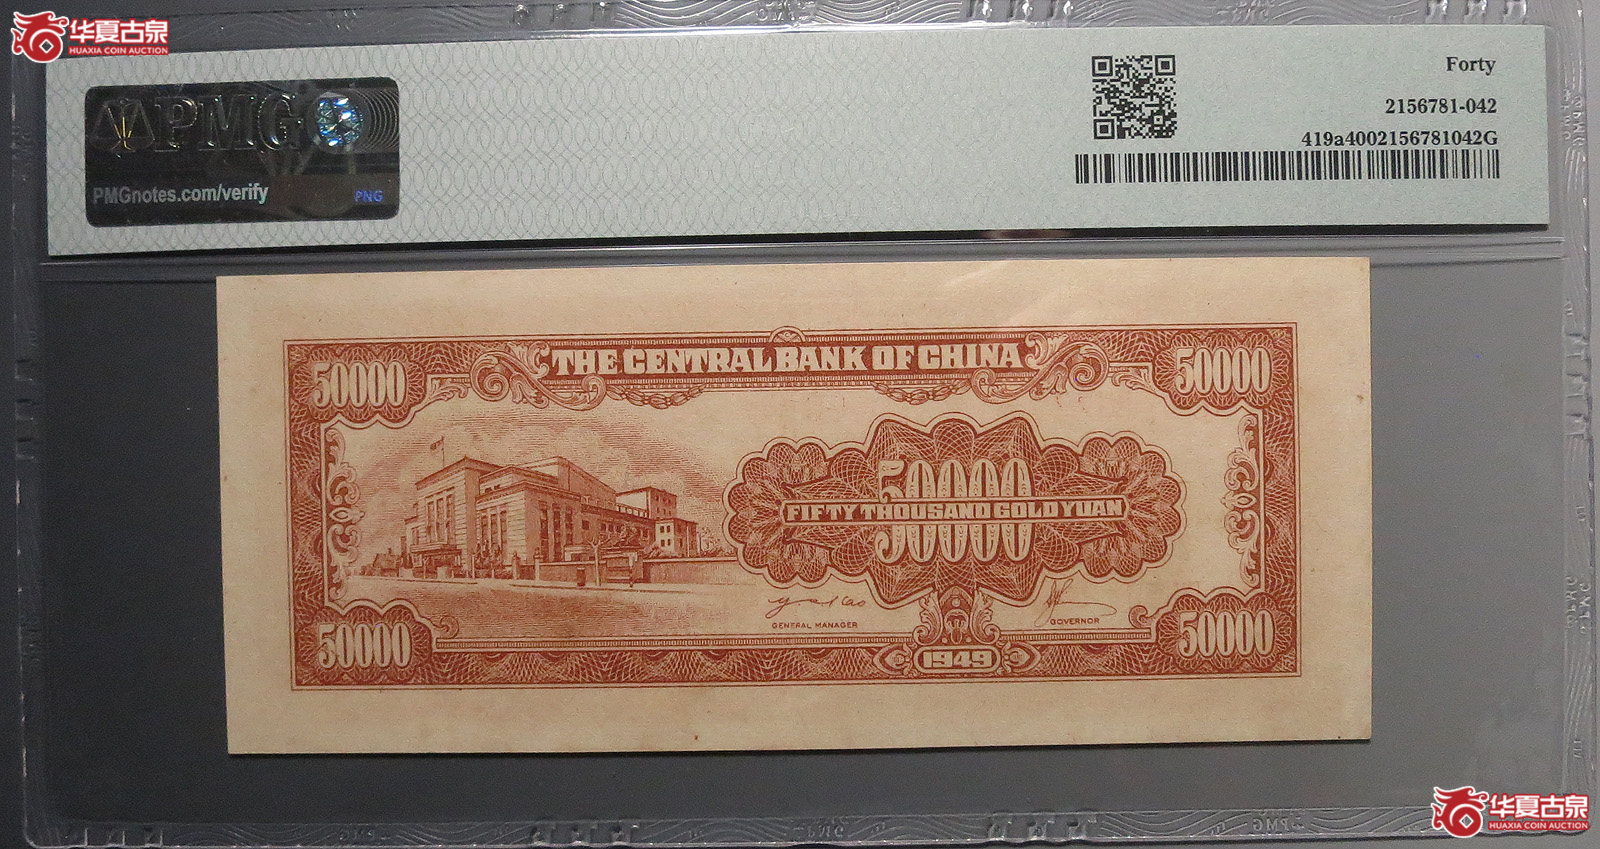 华夏古泉
HUAXIA COIN AUCTION
PMG
PMGnotes.com/verify
PNG
Forty
2156781-042
419a4002156781042G
THE CENTRAL BANK OF CHINA
50000
50000
50000
FIFTY THOUSAND GOLD YUAN
GENERAL MANAGER
GOVERNOR
50000
50000
1949
华夏古泉
HUAXIA COIN AUCTION